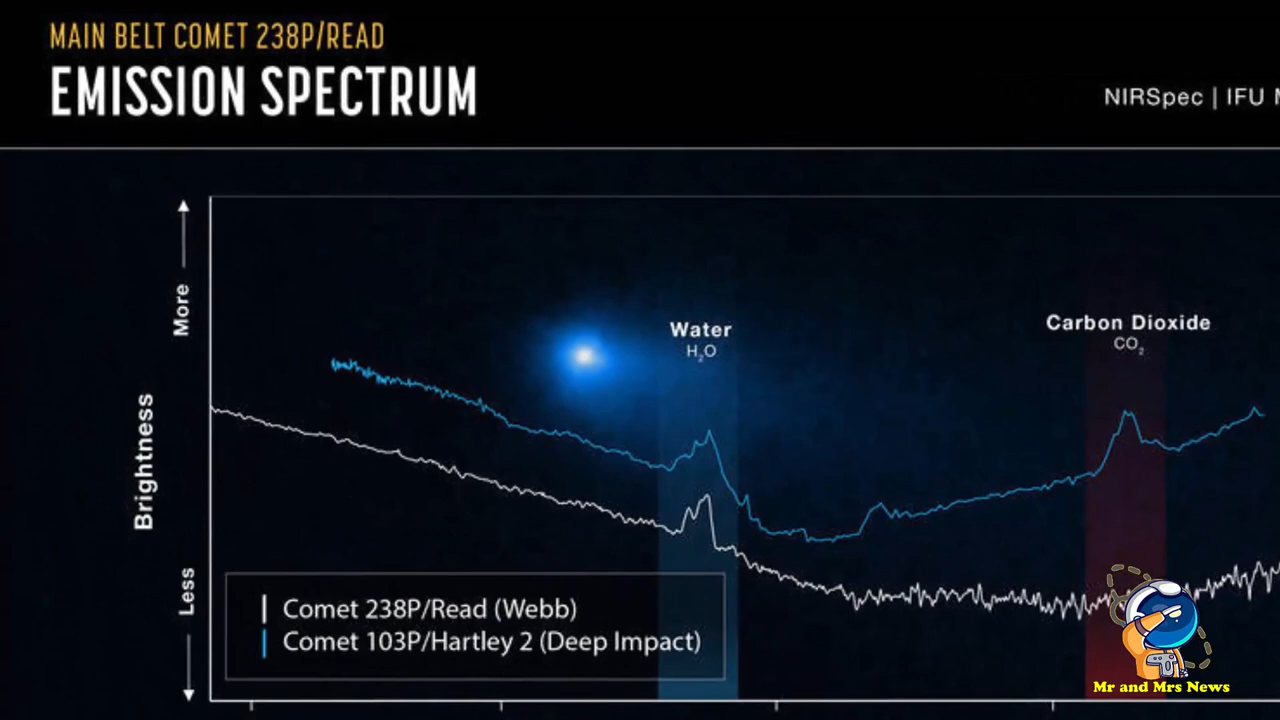 MAIN BELT COMET 238P/READ
EMISSION SPECTRUM
NIRSpec | IFU
More
Brightness
Less
Water
H₂O
Carbon Dioxide
CO₂
Comet 238P/Read (Webb)
Comet 103P/Hartley 2 (Deep Impact)
Mr and Mrs News